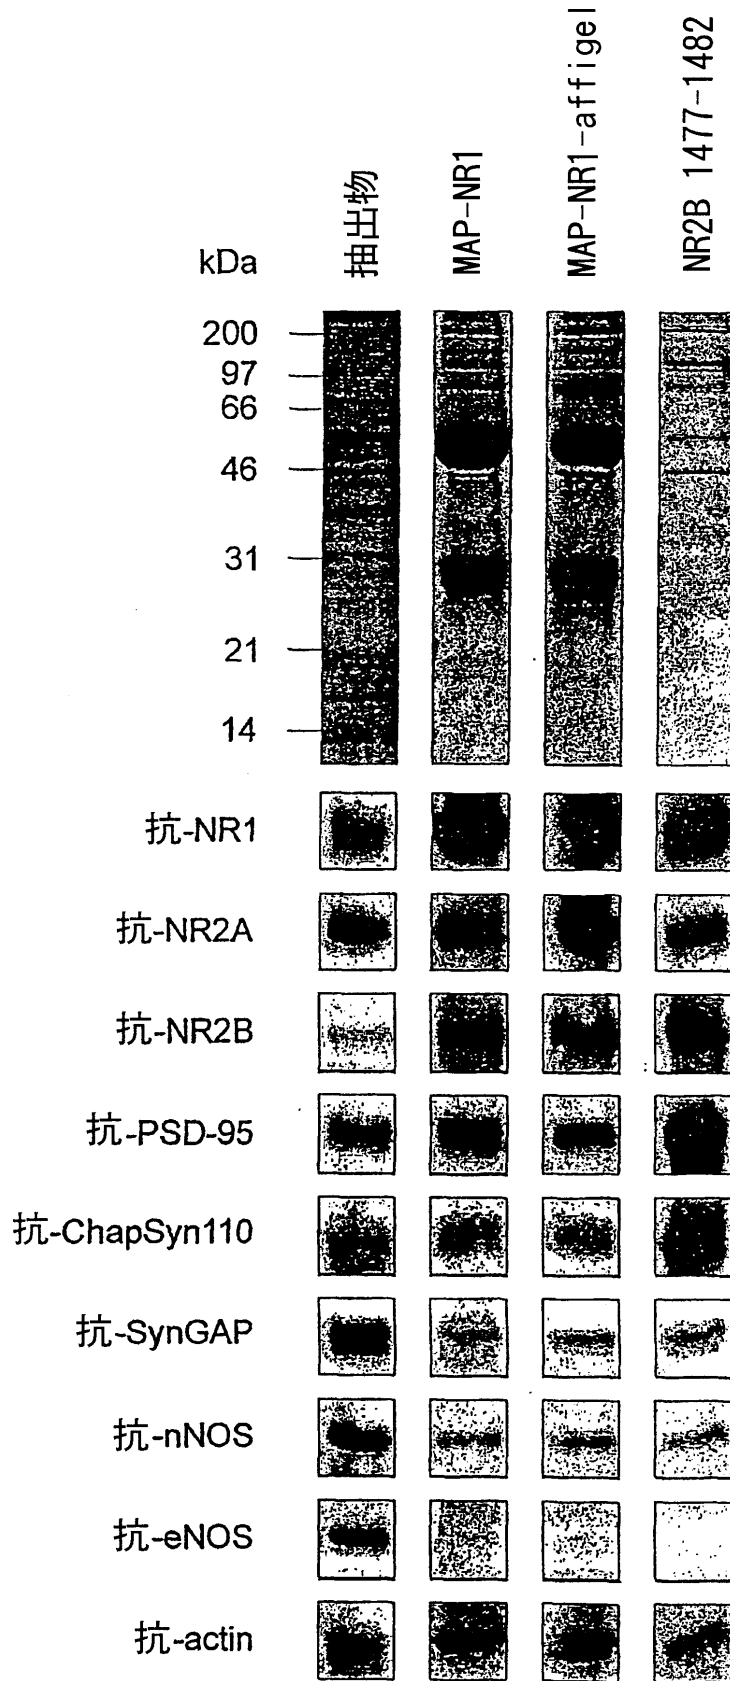 kDa
抽出物
MAP-NR1
MAP-NR1-affigel
NR2B 1477-1482
200
97
66
46
31
21
14
抗-NR1
抗-NR2A
抗-NR2B
抗-PSD-95
抗-ChapSyn110
抗-SynGAP
抗-nNOS
抗-eNOS
抗-actin